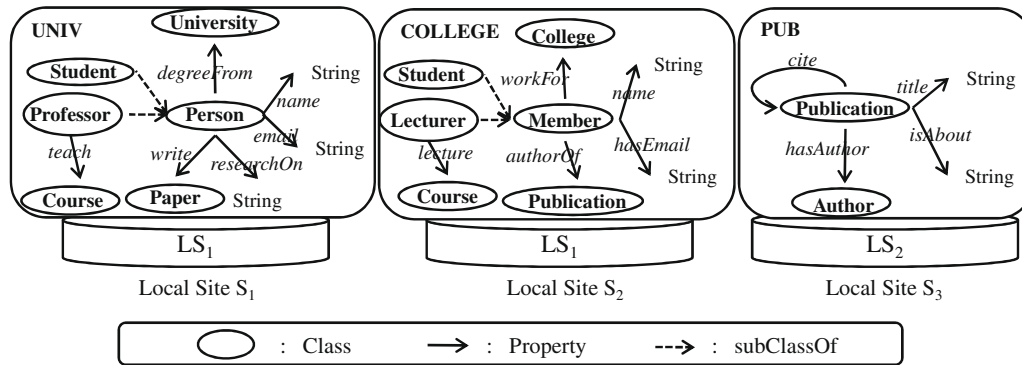 UNIV
University
Student
degreeFrom
String
name
Professor
Person
email
teach
write
researchOn
String
Course
Paper
String
LS1
Local Site S1
COLLEGE
College
Student
workFor
String
name
Lecturer
Member
hasEmail
lecture
authorOf
String
Course
Publication
LS1
Local Site S2
PUB
cite
String
title
Publication
isAbout
hasAuthor
String
Author
LS2
Local Site S3
: Class
: Property
: subClassOf